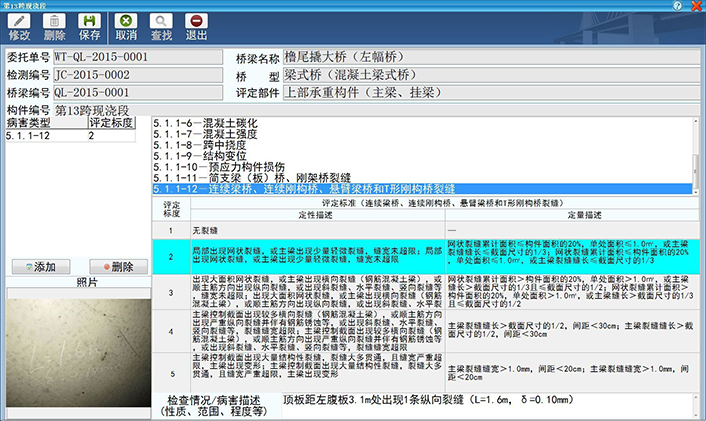 第13跨现浇段
修改 删除 保存 取消 查找 退出
委托单号 WT-QL-2015-0001 桥梁名称 橹尾撬大桥（左幅桥）
检测编号 JC-2015-0002 桥 型 梁式桥（混凝土梁式桥）
桥梁编号 QL-2015-0001 评定部件 上部承重构件（主梁、挂梁）
构件编号 第13跨现浇段
病害类型 评定标度
5.1.1-12 2
5.1.1-6－混凝土碳化
5.1.1-7－混凝土强度
5.1.1-8－跨中挠度
5.1.1-9－结构变位
5.1.1-10－预应力构件损伤
5.1.1-11－简支梁（板）桥、刚架桥裂缝
5.1.1-12－连续梁桥、连续刚构桥、悬臂梁桥和T形刚构桥裂缝
评定标度
评定标准（连续梁桥、连续刚构桥、悬臂梁桥和T形刚构桥裂缝）
定性描述 定量描述
1 无裂缝 —
2
局部出现网状裂缝，或主梁出现少量轻微裂缝，缝宽未超限；局部
出现网状裂缝，或主梁出现少量轻微裂缝，缝宽未超限
网状裂缝累计面积≤构件面积的20%，单处面积≤1.0㎡，或主梁
裂缝缝长≤截面尺寸的1/3；网状裂缝累计面积≤构件面积的20%
，单处面积≤1.0㎡，或主梁裂缝缝长≤截面尺寸的1/3
3
出现大面积网状裂缝，或主梁出现横向裂缝（钢筋混凝土梁），或
顺主筋方向出现纵向裂缝，或出现斜裂缝、水平裂缝、竖向裂缝等
，缝宽未超限；出现大面积网状裂缝，或主梁出现横向裂缝（钢筋
混凝土梁），或顺主筋方向出现纵向裂缝，或出现斜裂缝、水平裂缝
网状裂缝累计面积＞构件面积的20%，单处面积＞1.0㎡，或主梁
缝长＞截面尺寸的1/3且≤截面尺寸的1/2；网状裂缝累计面积＞
构件面积的20%，单处面积＞1.0㎡，或主梁缝长＞截面尺寸的1/3
且≤截面尺寸的1/2
4
主梁控制截面出现较多横向裂缝（钢筋混凝土梁），或顺主筋方向
出现严重纵向裂缝并伴有钢筋锈蚀等，或出现斜裂缝、水平裂缝、
竖向裂缝等，裂缝缝宽超限；主梁控制截面出现较多横向裂缝（钢
筋混凝土梁），或顺主筋方向出现严重纵向裂缝并伴有钢筋锈蚀等
，或出现斜裂缝、水平裂缝、竖向裂缝等，裂缝缝宽超限
主梁裂缝缝长＞截面尺寸的1/2，间距＜30cm；主梁裂缝缝长＞截
面尺寸的1/2，间距＜30cm
5
主梁控制截面出现大量结构性裂缝，裂缝大多贯通，且缝宽严重超
限，主梁出现变形；主梁控制截面出现大量结构性裂缝，裂缝大多
贯通，且缝宽严重超限，主梁出现变形
主梁裂缝缝宽＞1.0mm，间距＜20cm；主梁裂缝缝宽＞1.0mm，间
距＜20cm
添加 删除
照片
检查情况/病害描述
（性质、范围、程度等）
顶板距左腹板3.1m处出现1条纵向裂缝（L=1.6m，δ=0.10mm）